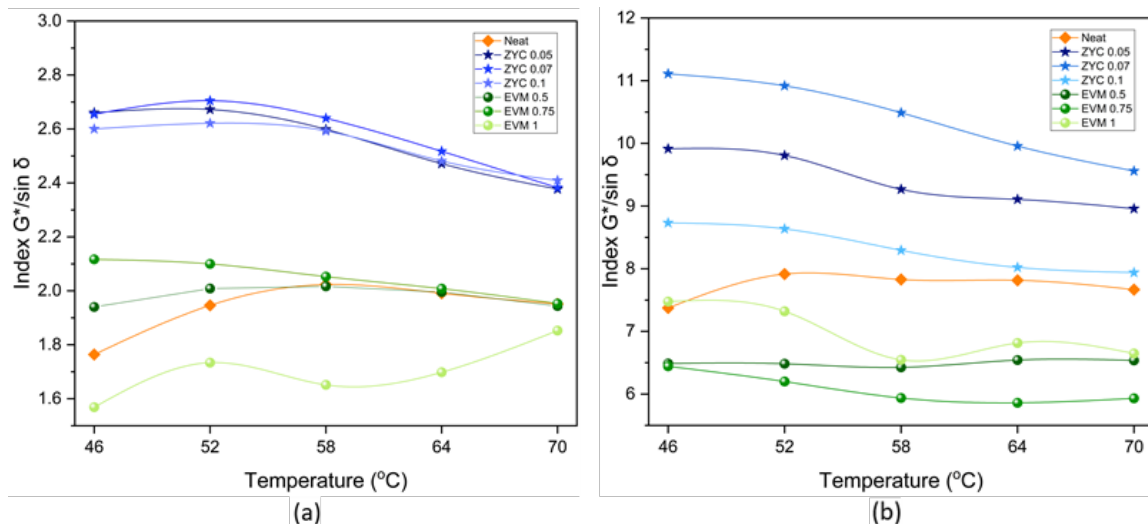 3.0
2.8
2.6
2.4
2.2
2.0
1.8
1.6
Index G*/sin δ
46 52 58 64 70
Temperature (°C)
Neat
ZYC 0.05
ZYC 0.07
ZYC 0.1
EVM 0.5
EVM 0.75
EVM 1
(a)
12
11
10
9
8
7
6
Index G*/sin δ
46 52 58 64 70
Temperature (°C)
Neat
ZYC 0.05
ZYC 0.07
ZYC 0.1
EVM 0.5
EVM 0.75
EVM 1
(b)